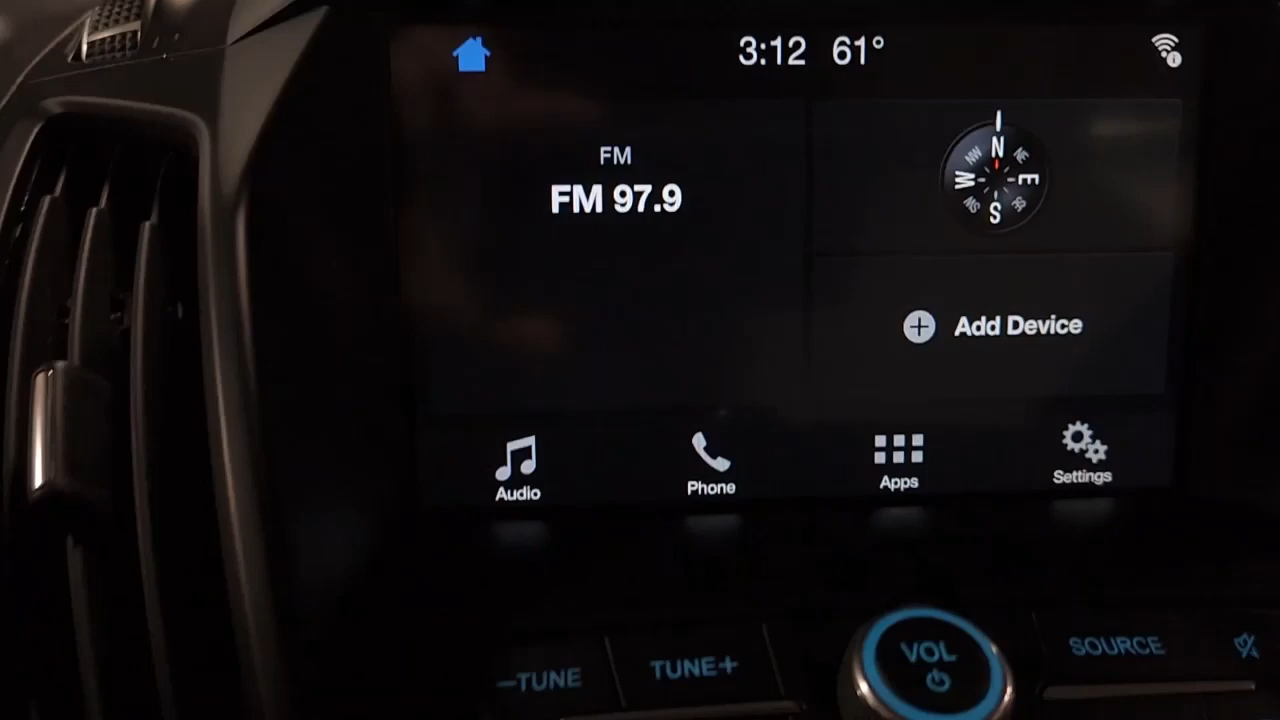 3:12 61°
FM
FM 97.9
N
NW NE
W E
SW SE
S
Add Device
Audio
Phone
Apps
Settings
–TUNE
TUNE+
VOL
SOURCE